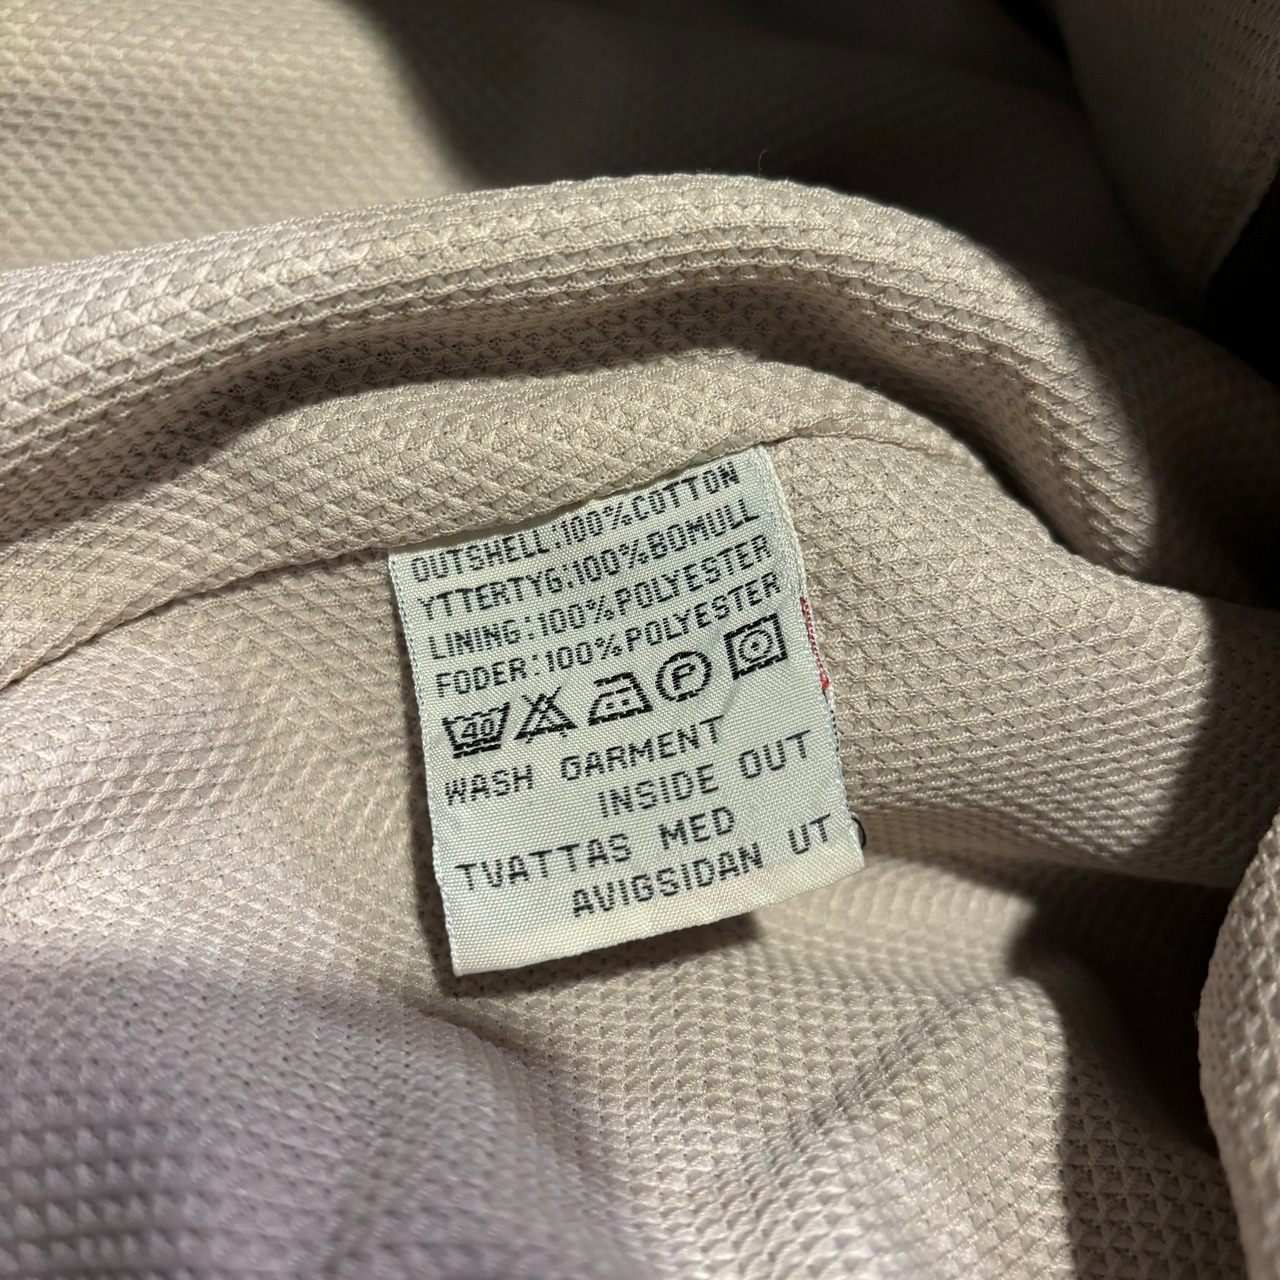 OUTSHELL:100%COTTON
YTTERTYG:100%BOMULL
LINING:100%POLYESTER
FODER:100%POLYESTER
40 P
WASH GARMENT
INSIDE OUT
TVATTAS MED
AVIGSIDAN UT